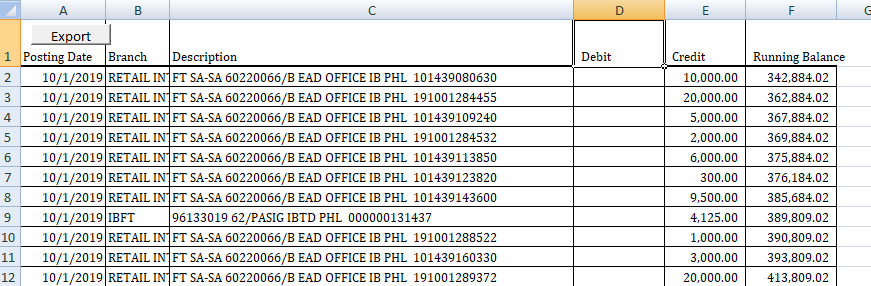 A B C D E F G
Export
1 Posting Date Branch Description Debit Credit Running Balance
2 10/1/2019 RETAIL INT FT SA-SA 60220066/B EAD OFFICE IB PHL 101439080630 10,000.00 342,884.02
3 10/1/2019 RETAIL INT FT SA-SA 60220066/B EAD OFFICE IB PHL 191001284455 20,000.00 362,884.02
4 10/1/2019 RETAIL INT FT SA-SA 60220066/B EAD OFFICE IB PHL 101439109240 5,000.00 367,884.02
5 10/1/2019 RETAIL INT FT SA-SA 60220066/B EAD OFFICE IB PHL 191001284532 2,000.00 369,884.02
6 10/1/2019 RETAIL INT FT SA-SA 60220066/B EAD OFFICE IB PHL 101439113850 6,000.00 375,884.02
7 10/1/2019 RETAIL INT FT SA-SA 60220066/B EAD OFFICE IB PHL 101439123820 300.00 376,184.02
8 10/1/2019 RETAIL INT FT SA-SA 60220066/B EAD OFFICE IB PHL 101439143600 9,500.00 385,684.02
9 10/1/2019 IBFT 96133019 62/PASIG IBTD PHL 000000131437 4,125.00 389,809.02
10 10/1/2019 RETAIL INT FT SA-SA 60220066/B EAD OFFICE IB PHL 191001288522 1,000.00 390,809.02
11 10/1/2019 RETAIL INT FT SA-SA 60220066/B EAD OFFICE IB PHL 101439160330 3,000.00 393,809.02
12 10/1/2019 RETAIL INT FT SA-SA 60220066/B EAD OFFICE IB PHL 191001289372 20,000.00 413,809.02